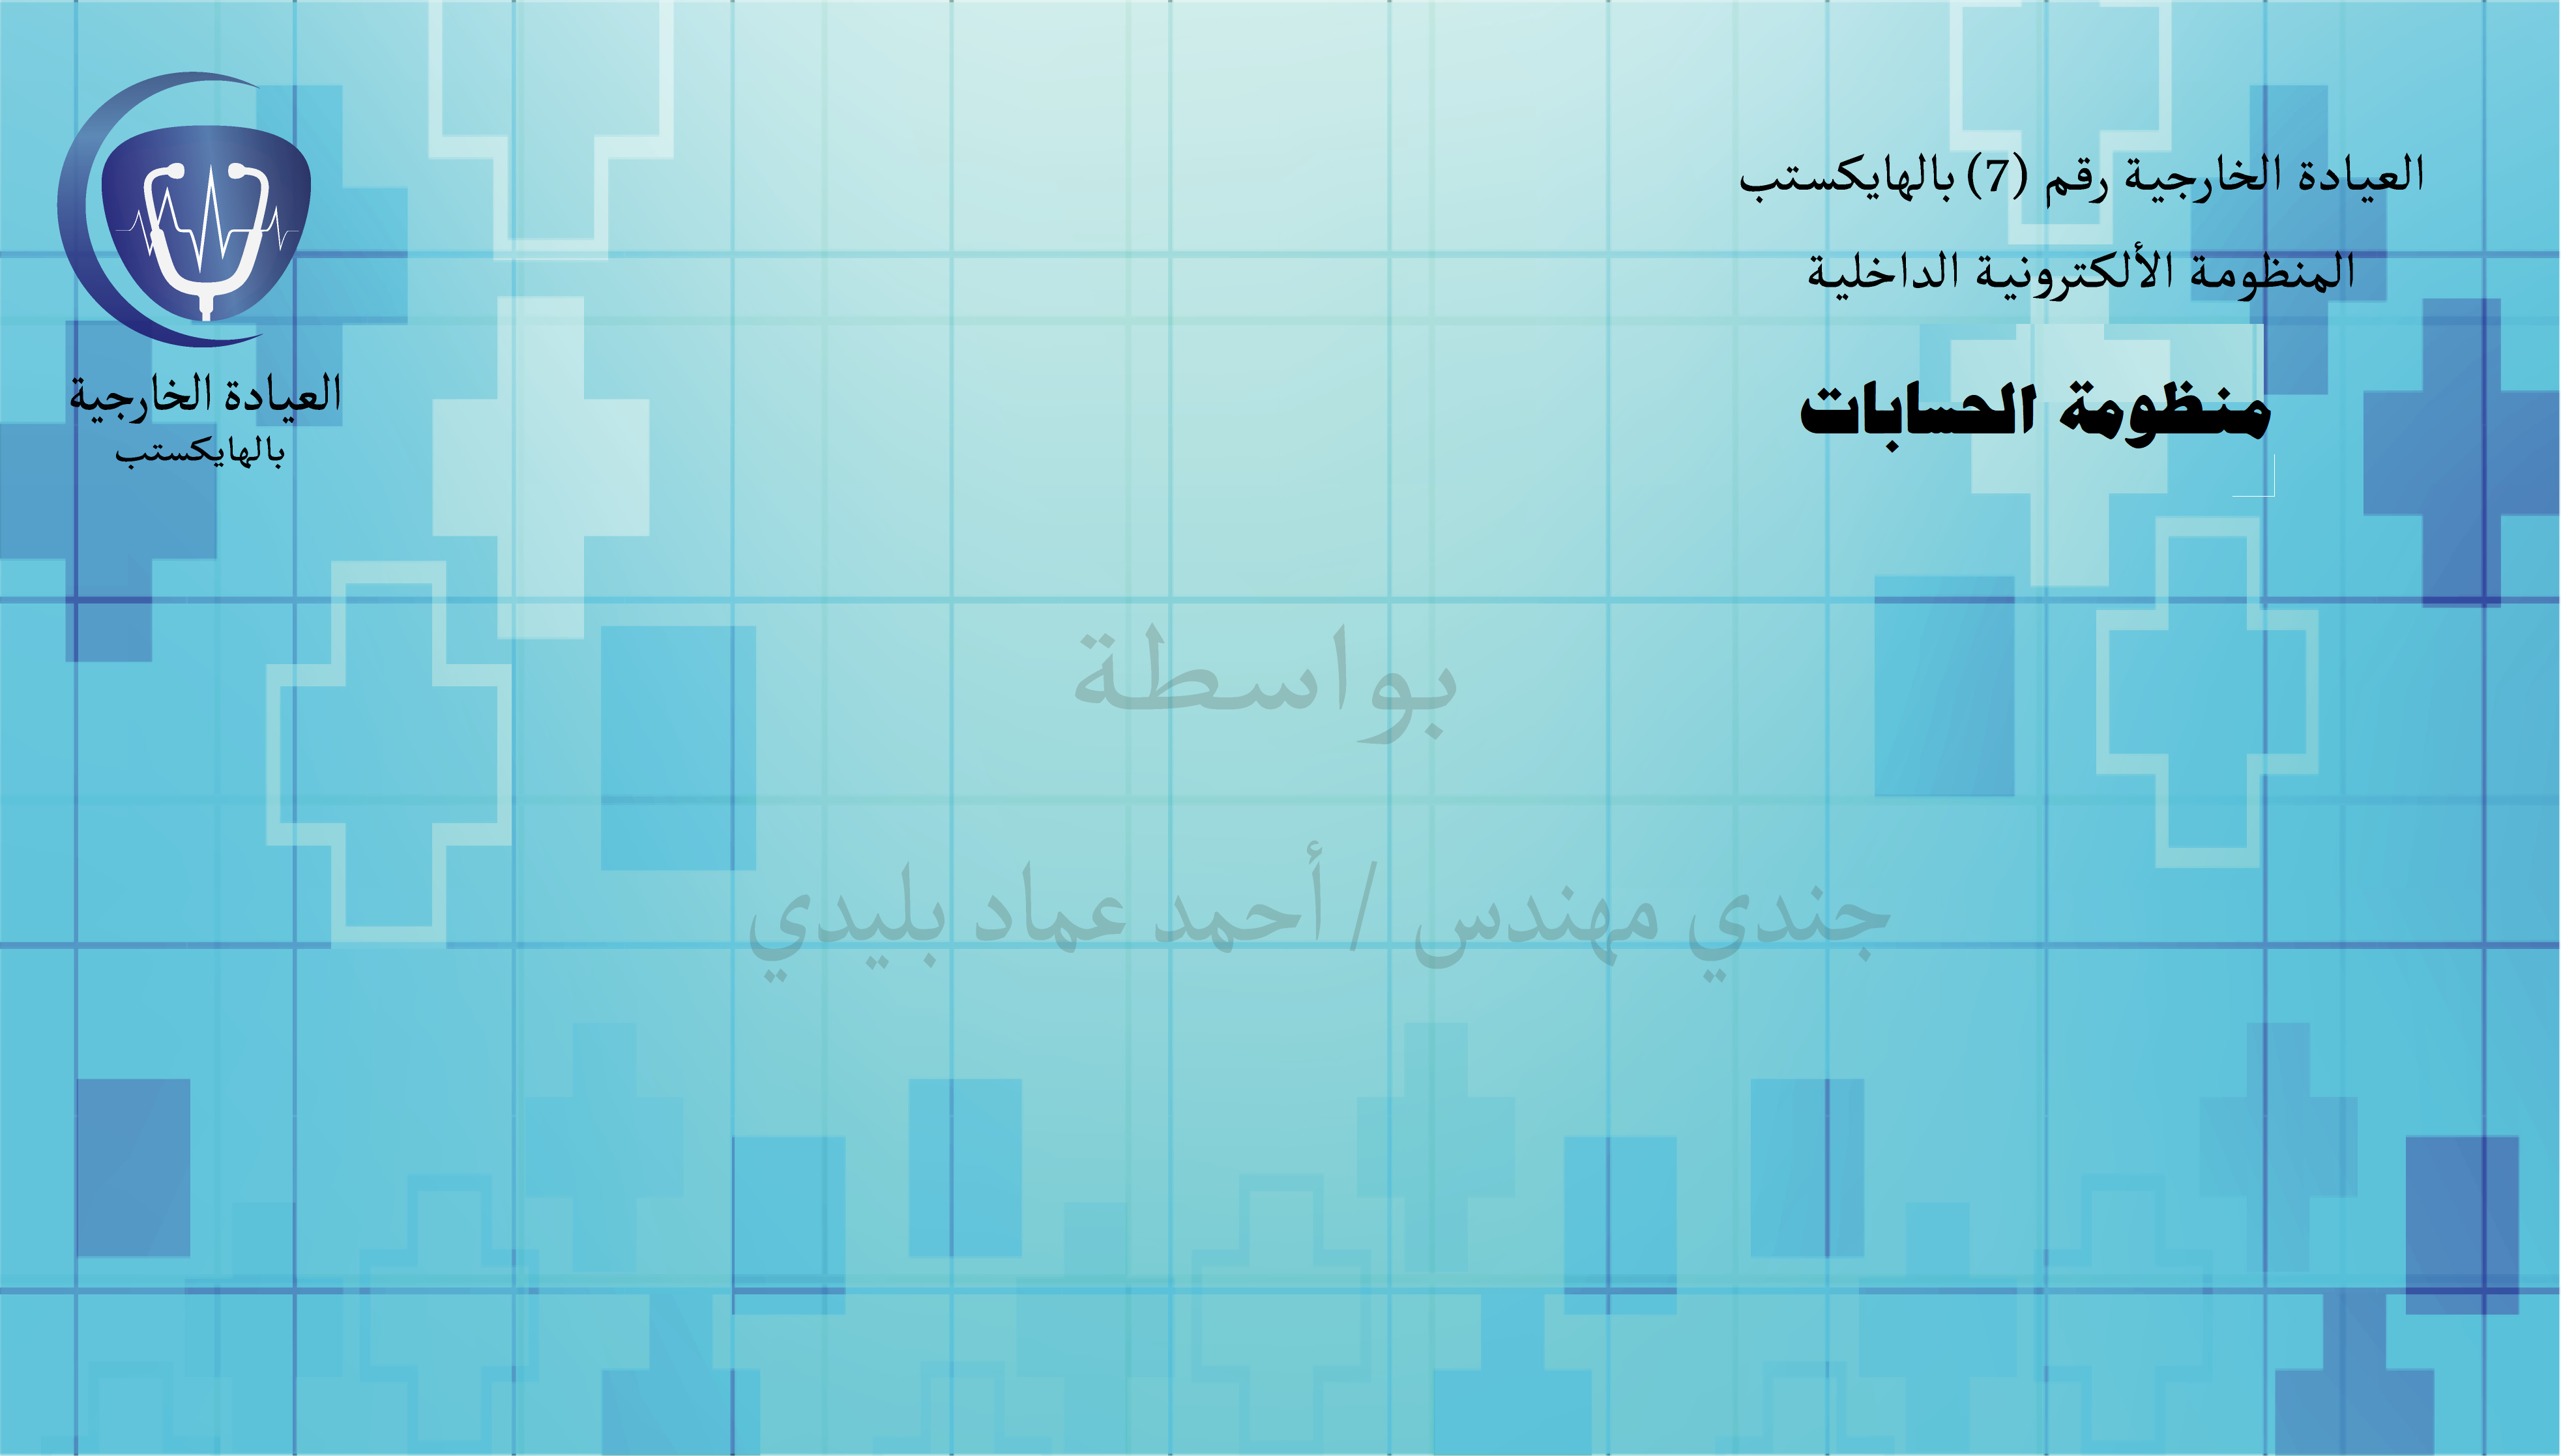 العيادة الخارجية رقم (7) بالهايكستب
المنظومة الألكترونية الداخلية
منظومة الحسابات
العيادة الخارجية
بالهايكستب
بواسطة
جندي مهندس / أحمد عماد بليدي